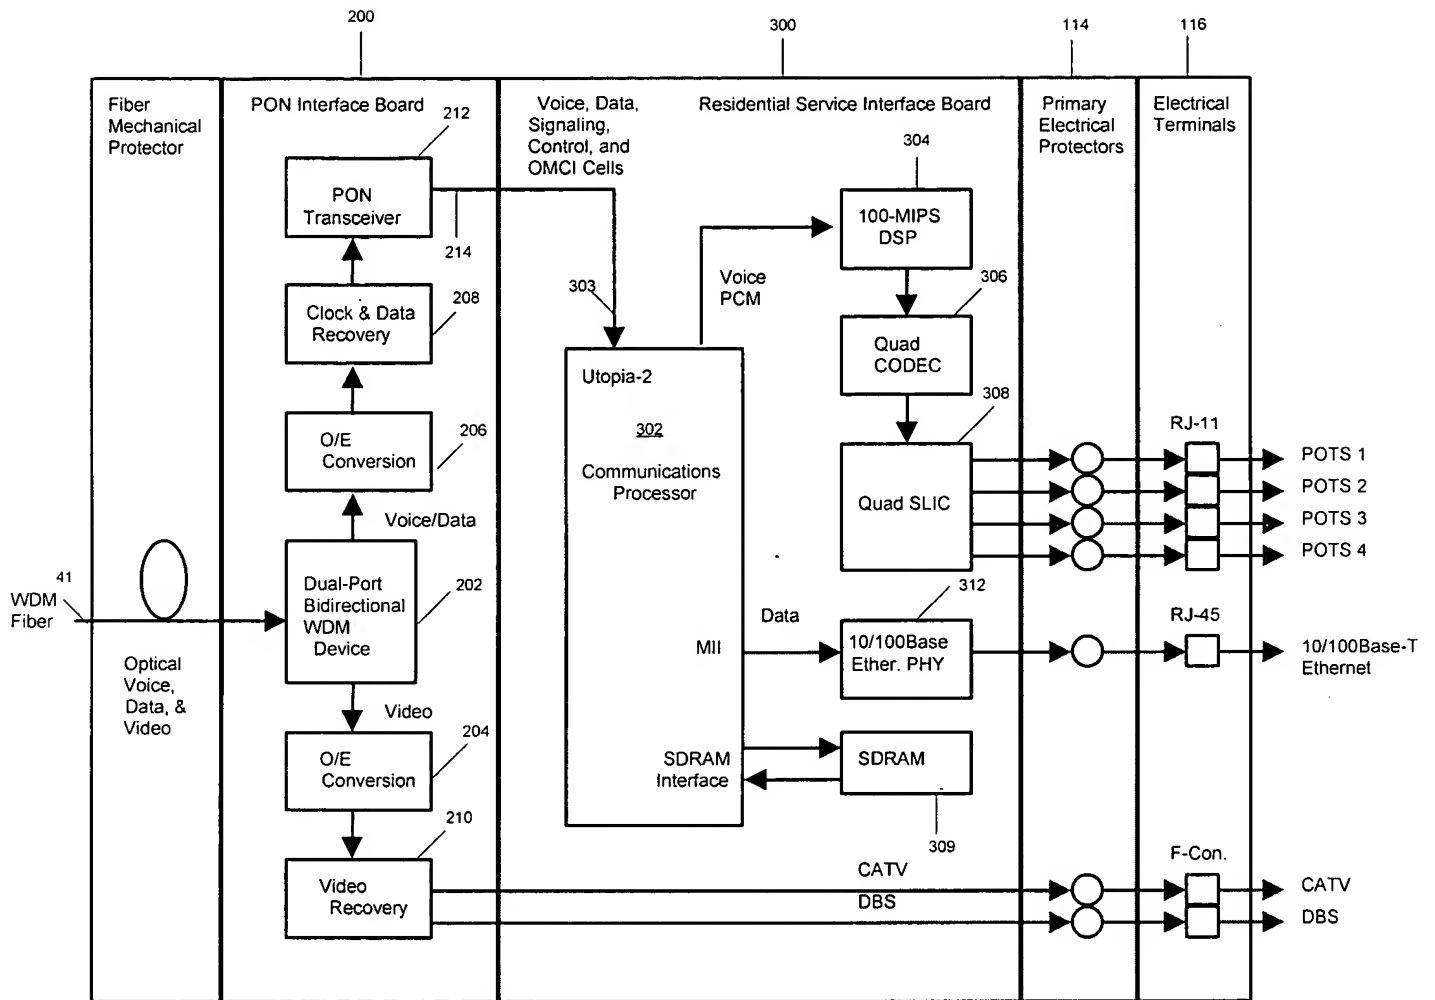 200
300
114
116
Fiber
Mechanical
Protector
PON Interface Board
212
PON
Transceiver
214
Clock & Data
Recovery
208
O/E
Conversion
206
Voice/Data
41
WDM
Fiber
Dual-Port
Bidirectional
WDM
Device
202
Optical
Voice,
Data, &
Video
Video
204
O/E
Conversion
210
Video
Recovery
Voice, Data,
Signaling,
Control, and
OMCI Cells
Residential Service Interface Board
304
100-MIPS
DSP
303
Voice
PCM
306
Quad
CODEC
Utopia-2
302
Communications
Processor
308
Quad SLIC
312
Data
MII
10/100Base
Ether. PHY
SDRAM
Interface
SDRAM
309
CATV
DBS
Primary
Electrical
Protectors
Electrical
Terminals
RJ-11
POTS 1
POTS 2
POTS 3
POTS 4
RJ-45
10/100Base-T
Ethernet
F-Con.
CATV
DBS